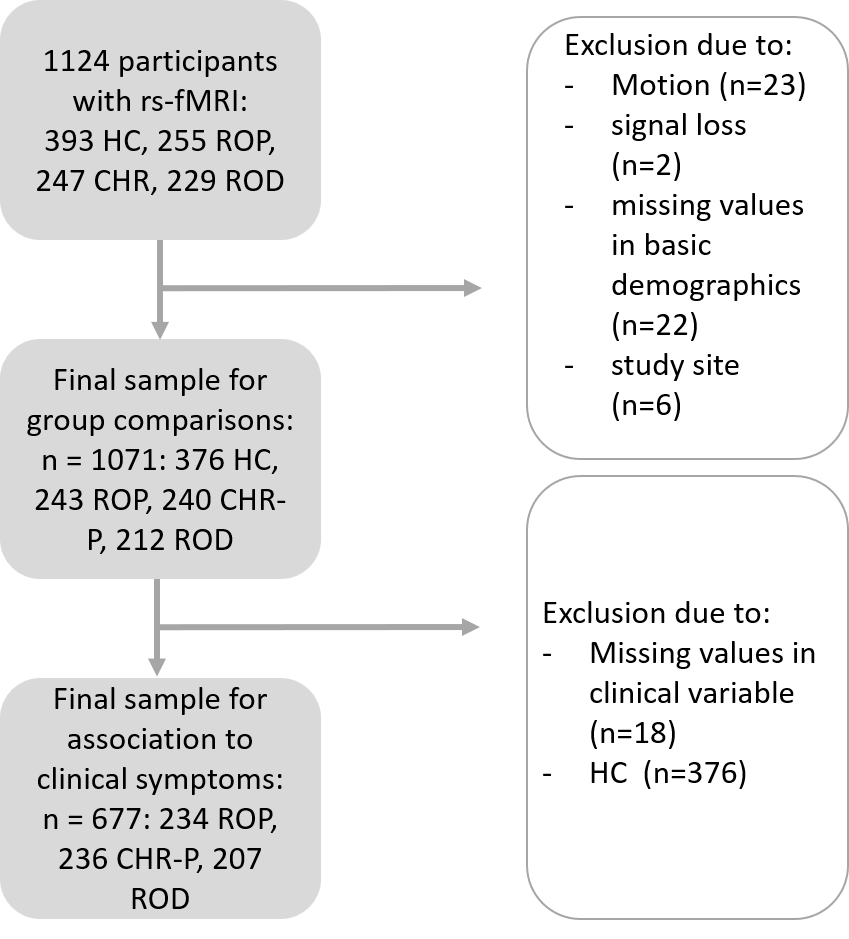 1124 participants
with rs-fMRI:
393 HC, 255 ROP,
247 CHR, 229 ROD
Exclusion due to:
- Motion (n=23)
- signal loss
(n=2)
- missing values
in basic
demographics
(n=22)
- study site
(n=6)
Final sample for
group comparisons:
n = 1071: 376 HC,
243 ROP, 240 CHR-
P, 212 ROD
Exclusion due to:
- Missing values in
clinical variable
(n=18)
- HC (n=376)
Final sample for
association to
clinical symptoms:
n = 677: 234 ROP,
236 CHR-P, 207
ROD